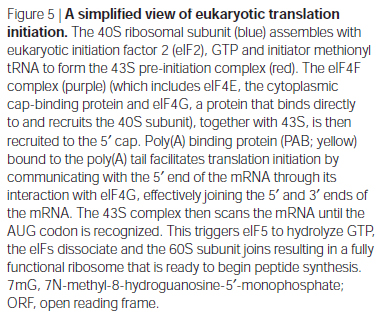 Figure 5 | A simplified view of eukaryotic translation
initiation. The 40S ribosomal subunit (blue) assembles with
eukaryotic initiation factor 2 (eIF2), GTP and initiator methionyl
tRNA to form the 43S pre-initiation complex (red). The eIF4F
complex (purple) (which includes eIF4E, the cytoplasmic
cap-binding protein and eIF4G, a protein that binds directly
to and recruits the 40S subunit), together with 43S, is then
recruited to the 5′ cap. Poly(A) binding protein (PAB; yellow)
bound to the poly(A) tail facilitates translation initiation by
communicating with the 5′ end of the mRNA through its
interaction with eIF4G, effectively joining the 5′ and 3′ ends of
the mRNA. The 43S complex then scans the mRNA until the
AUG codon is recognized. This triggers eIF5 to hydrolyze GTP,
the eIFs dissociate and the 60S subunit joins resulting in a fully
functional ribosome that is ready to begin peptide synthesis.
7mG, 7N-methyl-8-hydroguanosine-5′-monophosphate;
ORF, open reading frame.